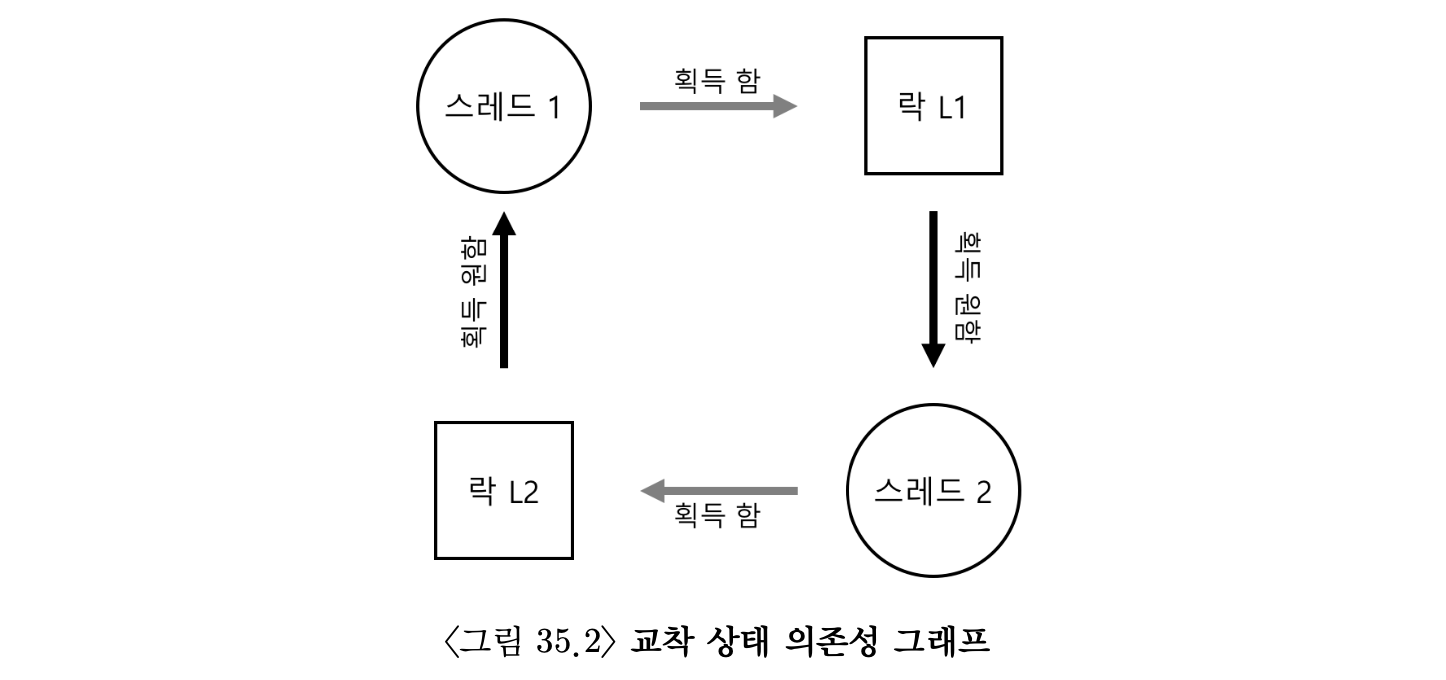 스레드 1
획득 함
락 L1
획득 원함
획득 원함
락 L2
획득 함
스레드 2
〈그림 35.2〉 교착 상태 의존성 그래프